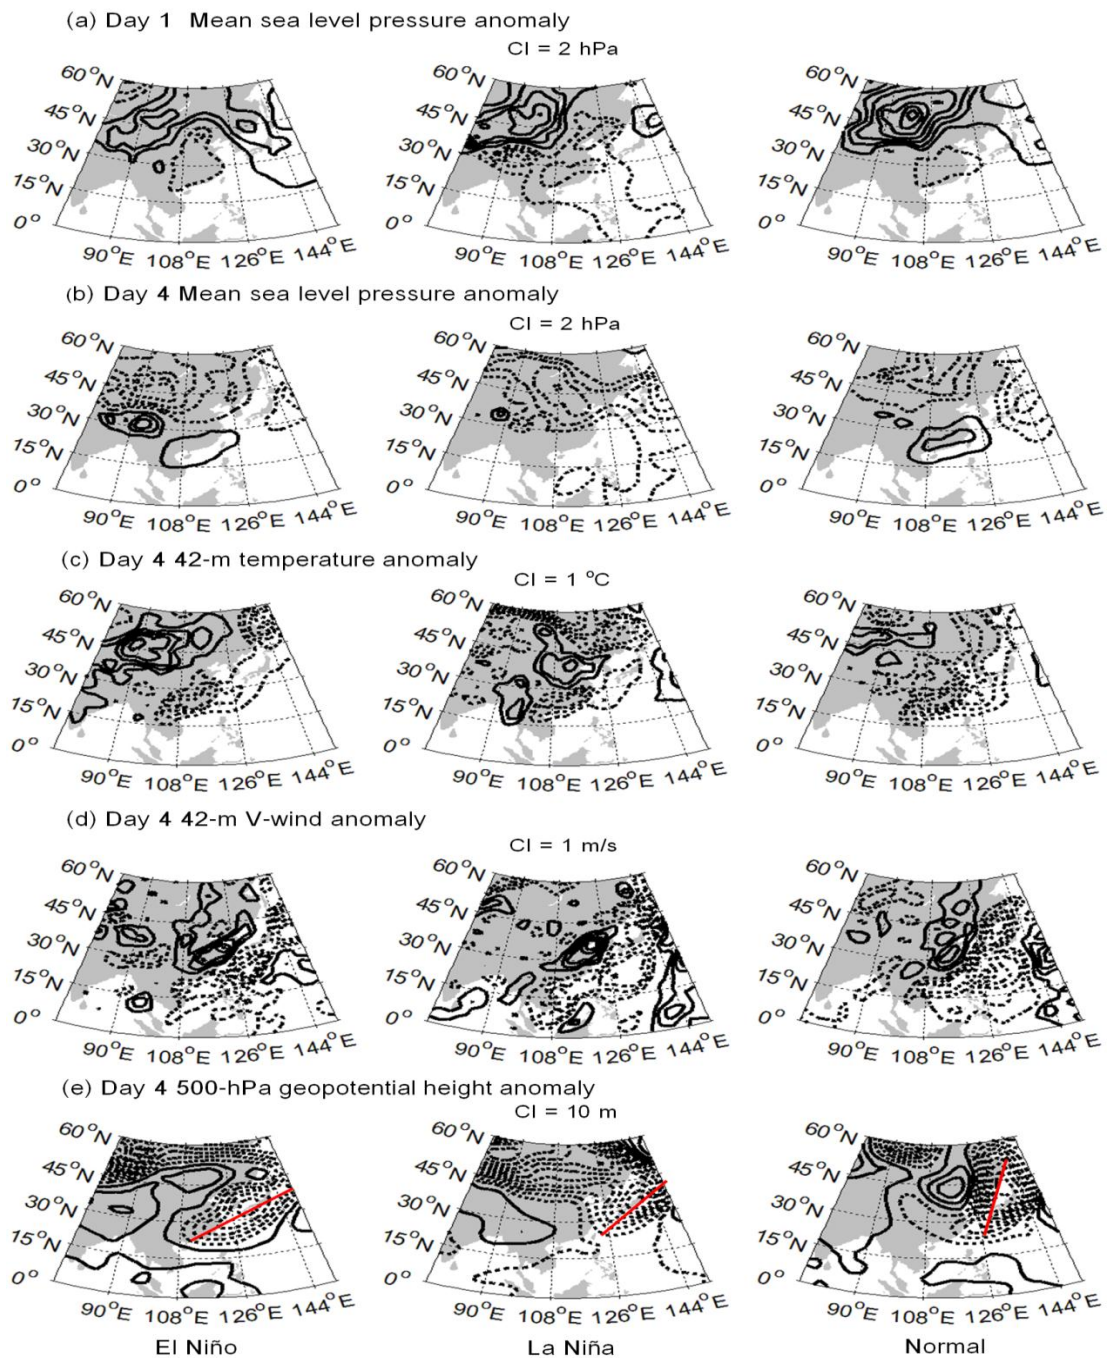 (a) Day 1 Mean sea level pressure anomaly
CI = 2 hPa
60°N 60°N 60°N
45°N 45°N 45°N
30°N 30°N 30°N
15°N 15°N 15°N
0° 0° 0°
90°E 108°E 126°E 144°E 90°E 108°E 126°E 144°E 90°E 108°E 126°E 144°E
(b) Day 4 Mean sea level pressure anomaly
CI = 2 hPa
60°N 60°N 60°N
45°N 45°N 45°N
30°N 30°N 30°N
15°N 15°N 15°N
0° 0° 0°
90°E 108°E 126°E 144°E 90°E 108°E 126°E 144°E 90°E 108°E 126°E 144°E
(c) Day 4 42-m temperature anomaly
CI = 1 °C
60°N 60°N 60°N
45°N 45°N 45°N
30°N 30°N 30°N
15°N 15°N 15°N
0° 0° 0°
90°E 108°E 126°E 144°E 90°E 108°E 126°E 144°E 90°E 108°E 126°E 144°E
(d) Day 4 42-m V-wind anomaly
CI = 1 m/s
60°N 60°N 60°N
45°N 45°N 45°N
30°N 30°N 30°N
15°N 15°N 15°N
0° 0° 0°
90°E 108°E 126°E 144°E 90°E 108°E 126°E 144°E 90°E 108°E 126°E 144°E
(e) Day 4 500-hPa geopotential height anomaly
CI = 10 m
60°N 60°N 60°N
45°N 45°N 45°N
30°N 30°N 30°N
15°N 15°N 15°N
0° 0° 0°
90°E 108°E 126°E 144°E 90°E 108°E 126°E 144°E 90°E 108°E 126°E 144°E
El Niño La Niña Normal